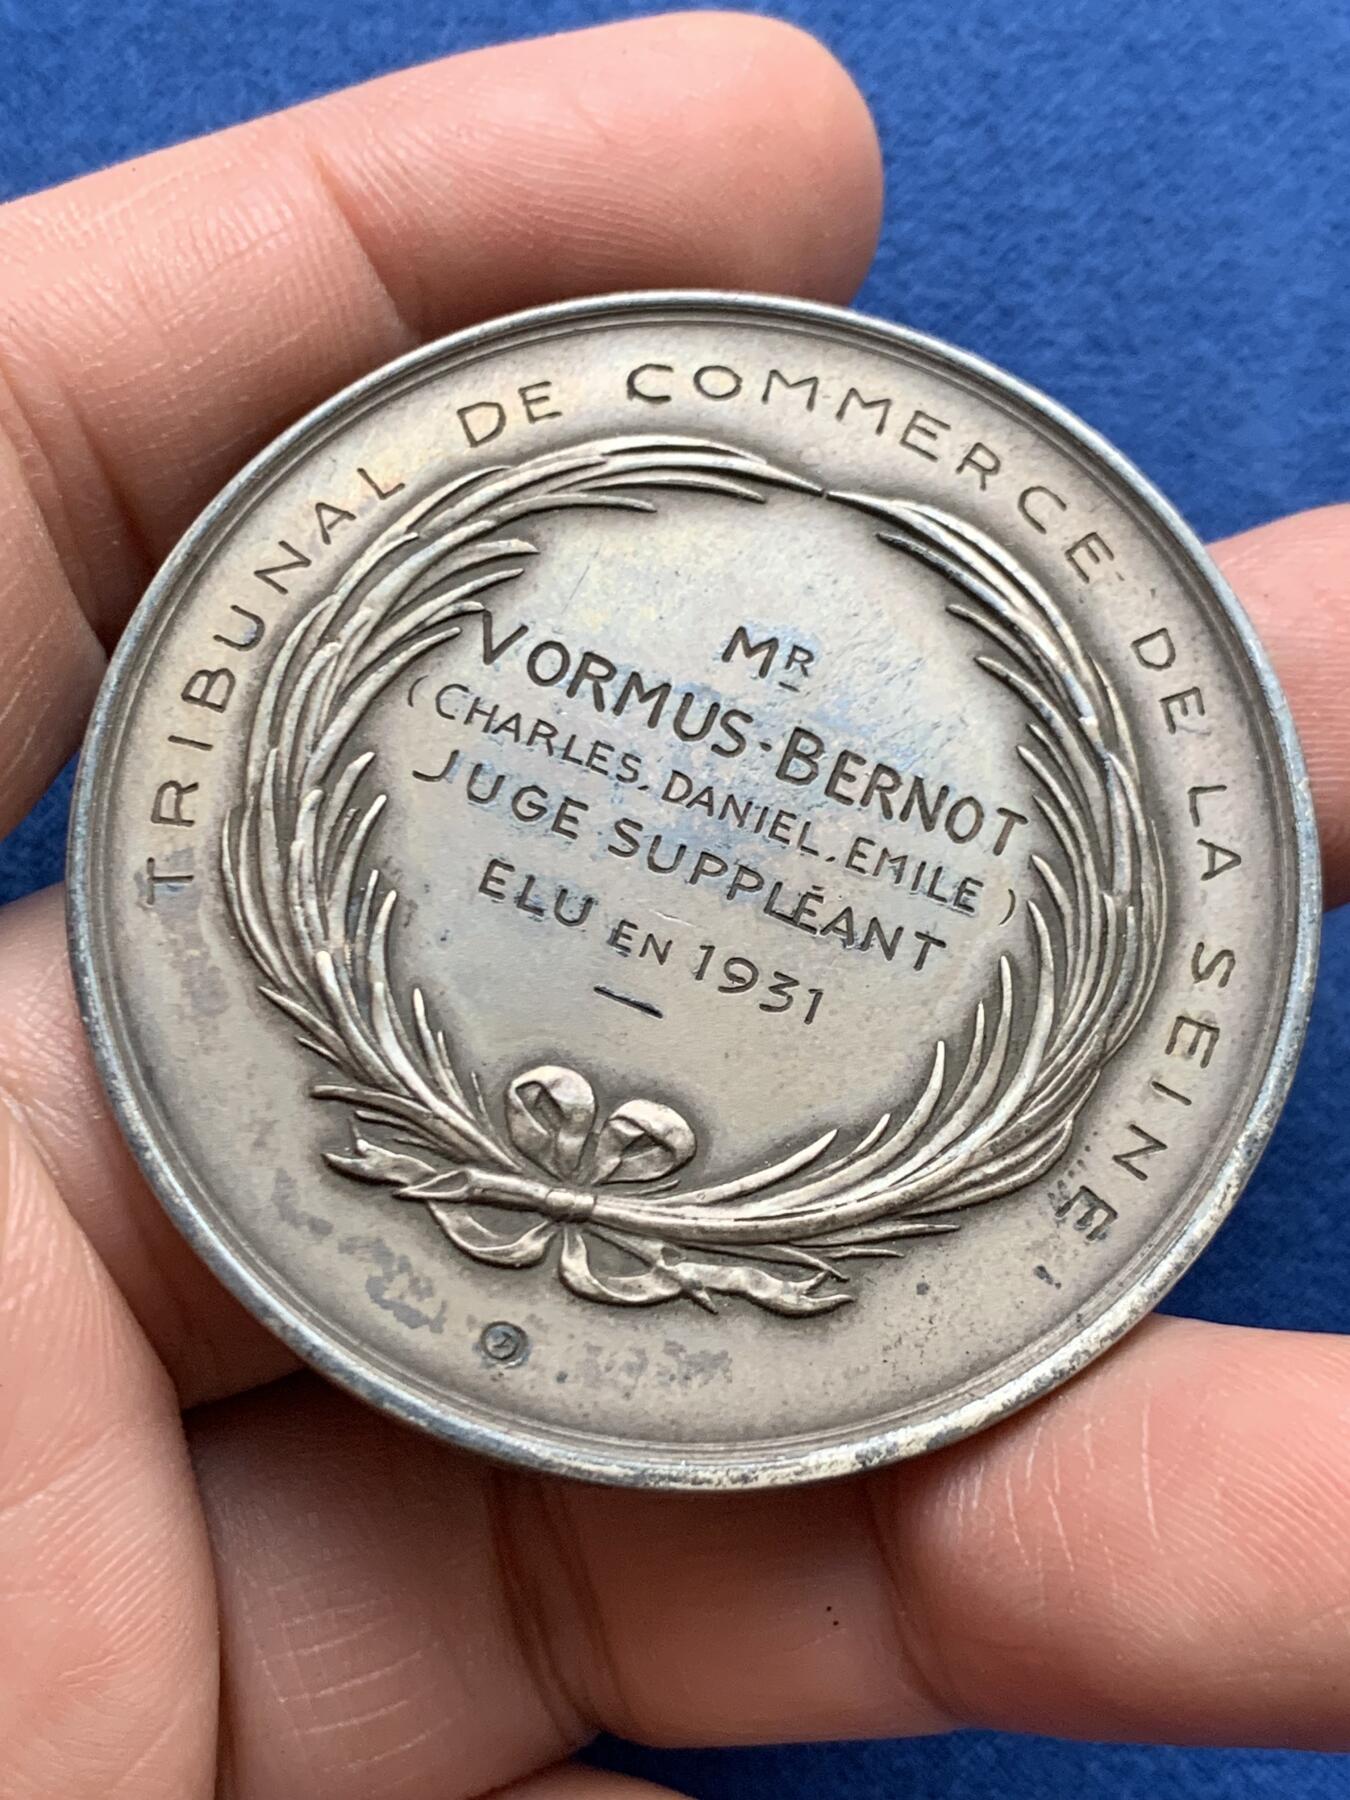 TRIBUNAL DE COMMERCE DE LA SEINE
MR
VORMUS-BERNOT
(CHARLES, DANIEL, EMILE)
JUGE SUPPLÉANT
ELU EN 1931